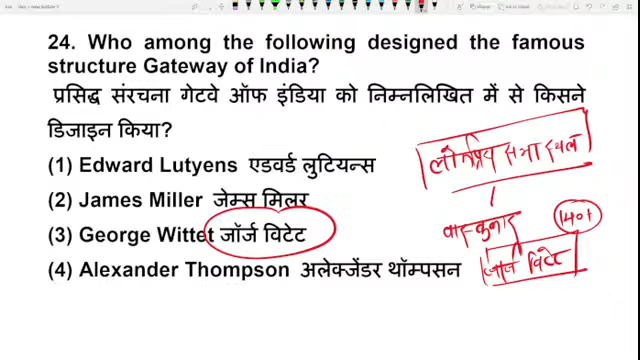 24. Who among the following designed the famous
structure Gateway of India?
प्रसिद्ध संरचना गेटवे ऑफ इंडिया को निम्नलिखित में से किसने
डिजाइन किया?
(1) Edward Lutyens एडवर्ड लुटियन्स
(2) James Miller जेम्स मिलर
(3) George Wittet जॉर्ज विटेट
(4) Alexander Thompson अलेक्जेंडर थॉम्पसन
लोकप्रिय सभा स्थल
वास्तुकार
जॉर्ज विटेट